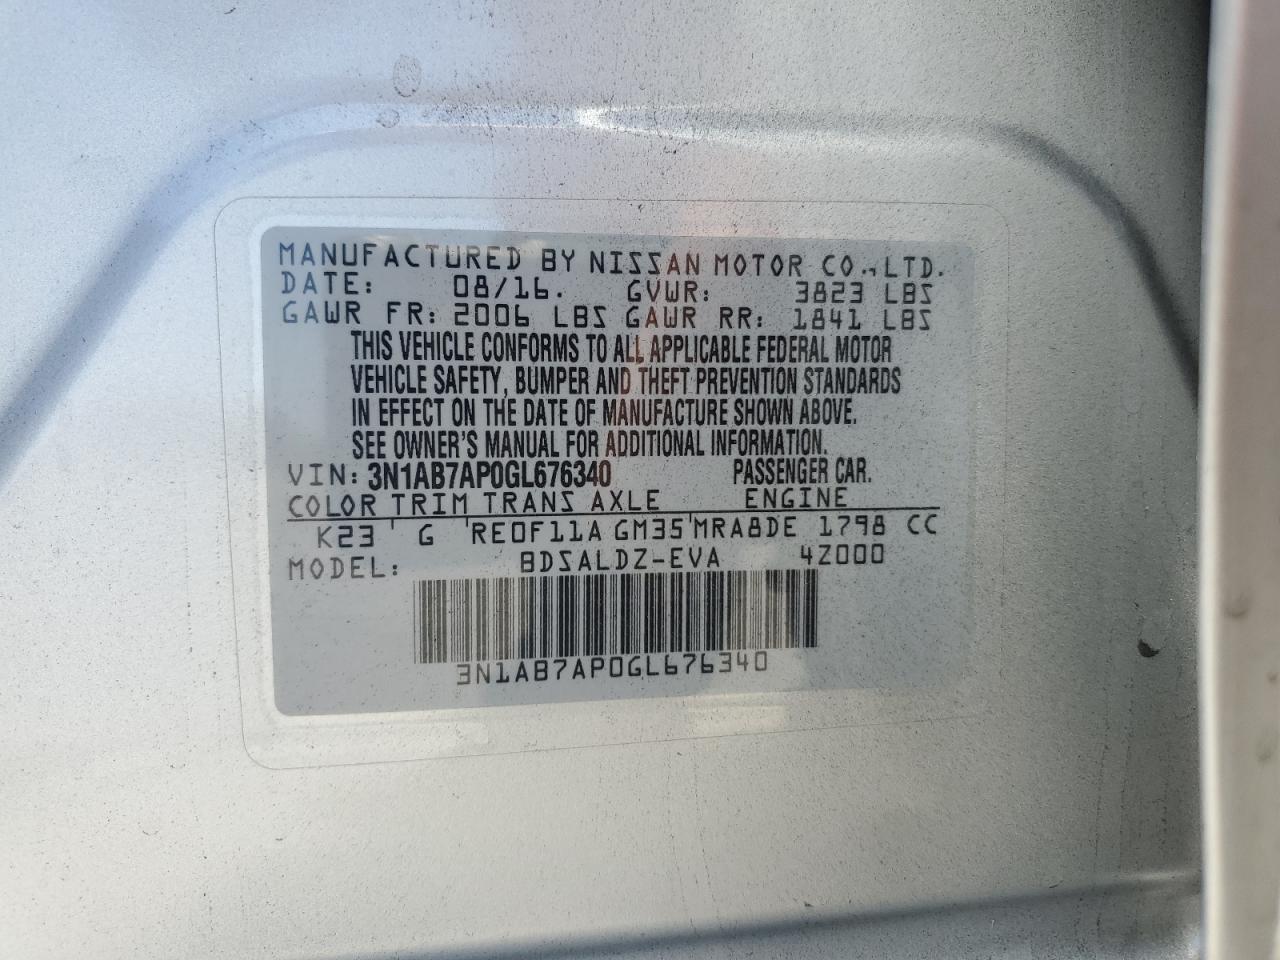 MANUFACTURED BY NISSAN MOTOR CO.,LTD.
DATE: 08/16. GVWR: 3823 LBS
GAWR FR: 2006 LBS GAWR RR: 1841 LBS
THIS VEHICLE CONFORMS TO ALL APPLICABLE FEDERAL MOTOR
VEHICLE SAFETY, BUMPER AND THEFT PREVENTION STANDARDS
IN EFFECT ON THE DATE OF MANUFACTURE SHOWN ABOVE.
SEE OWNER'S MANUAL FOR ADDITIONAL INFORMATION.
VIN: 3N1AB7AP0GL676340 PASSENGER CAR.
COLOR TRIM TRANS AXLE ENGINE
K23 G RE0F11A GM35 MRA8DE 1798 CC
MODEL: BDSALDZ-EVA 4Z000
3N1AB7AP0GL676340